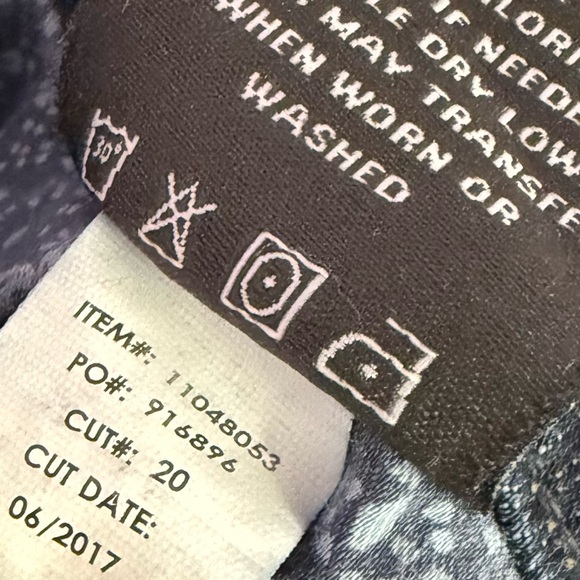 IF NEEDE
LE DRY LOW
MAY TRANSFE
WHEN WORN OR
WASHED
30°
ITEM#: 11048053
PO#: 916896
CUT#: 20
CUT DATE:
06/2017